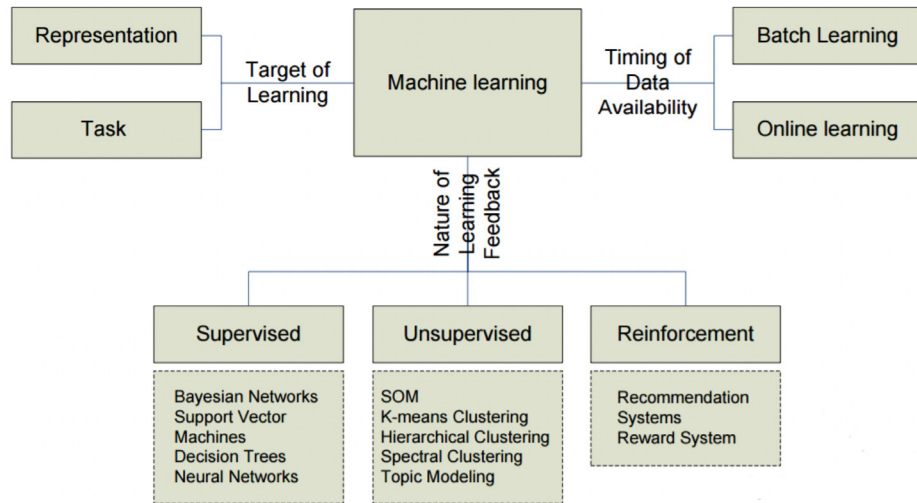 Representation
Task
Target of
Learning
Machine learning
Timing of
Data
Availability
Batch Learning
Online learning
Nature of
Learning
Feedback
Supervised
Bayesian Networks
Support Vector
Machines
Decision Trees
Neural Networks
Unsupervised
SOM
K-means Clustering
Hierarchical Clustering
Spectral Clustering
Topic Modeling
Reinforcement
Recommendation
Systems
Reward System